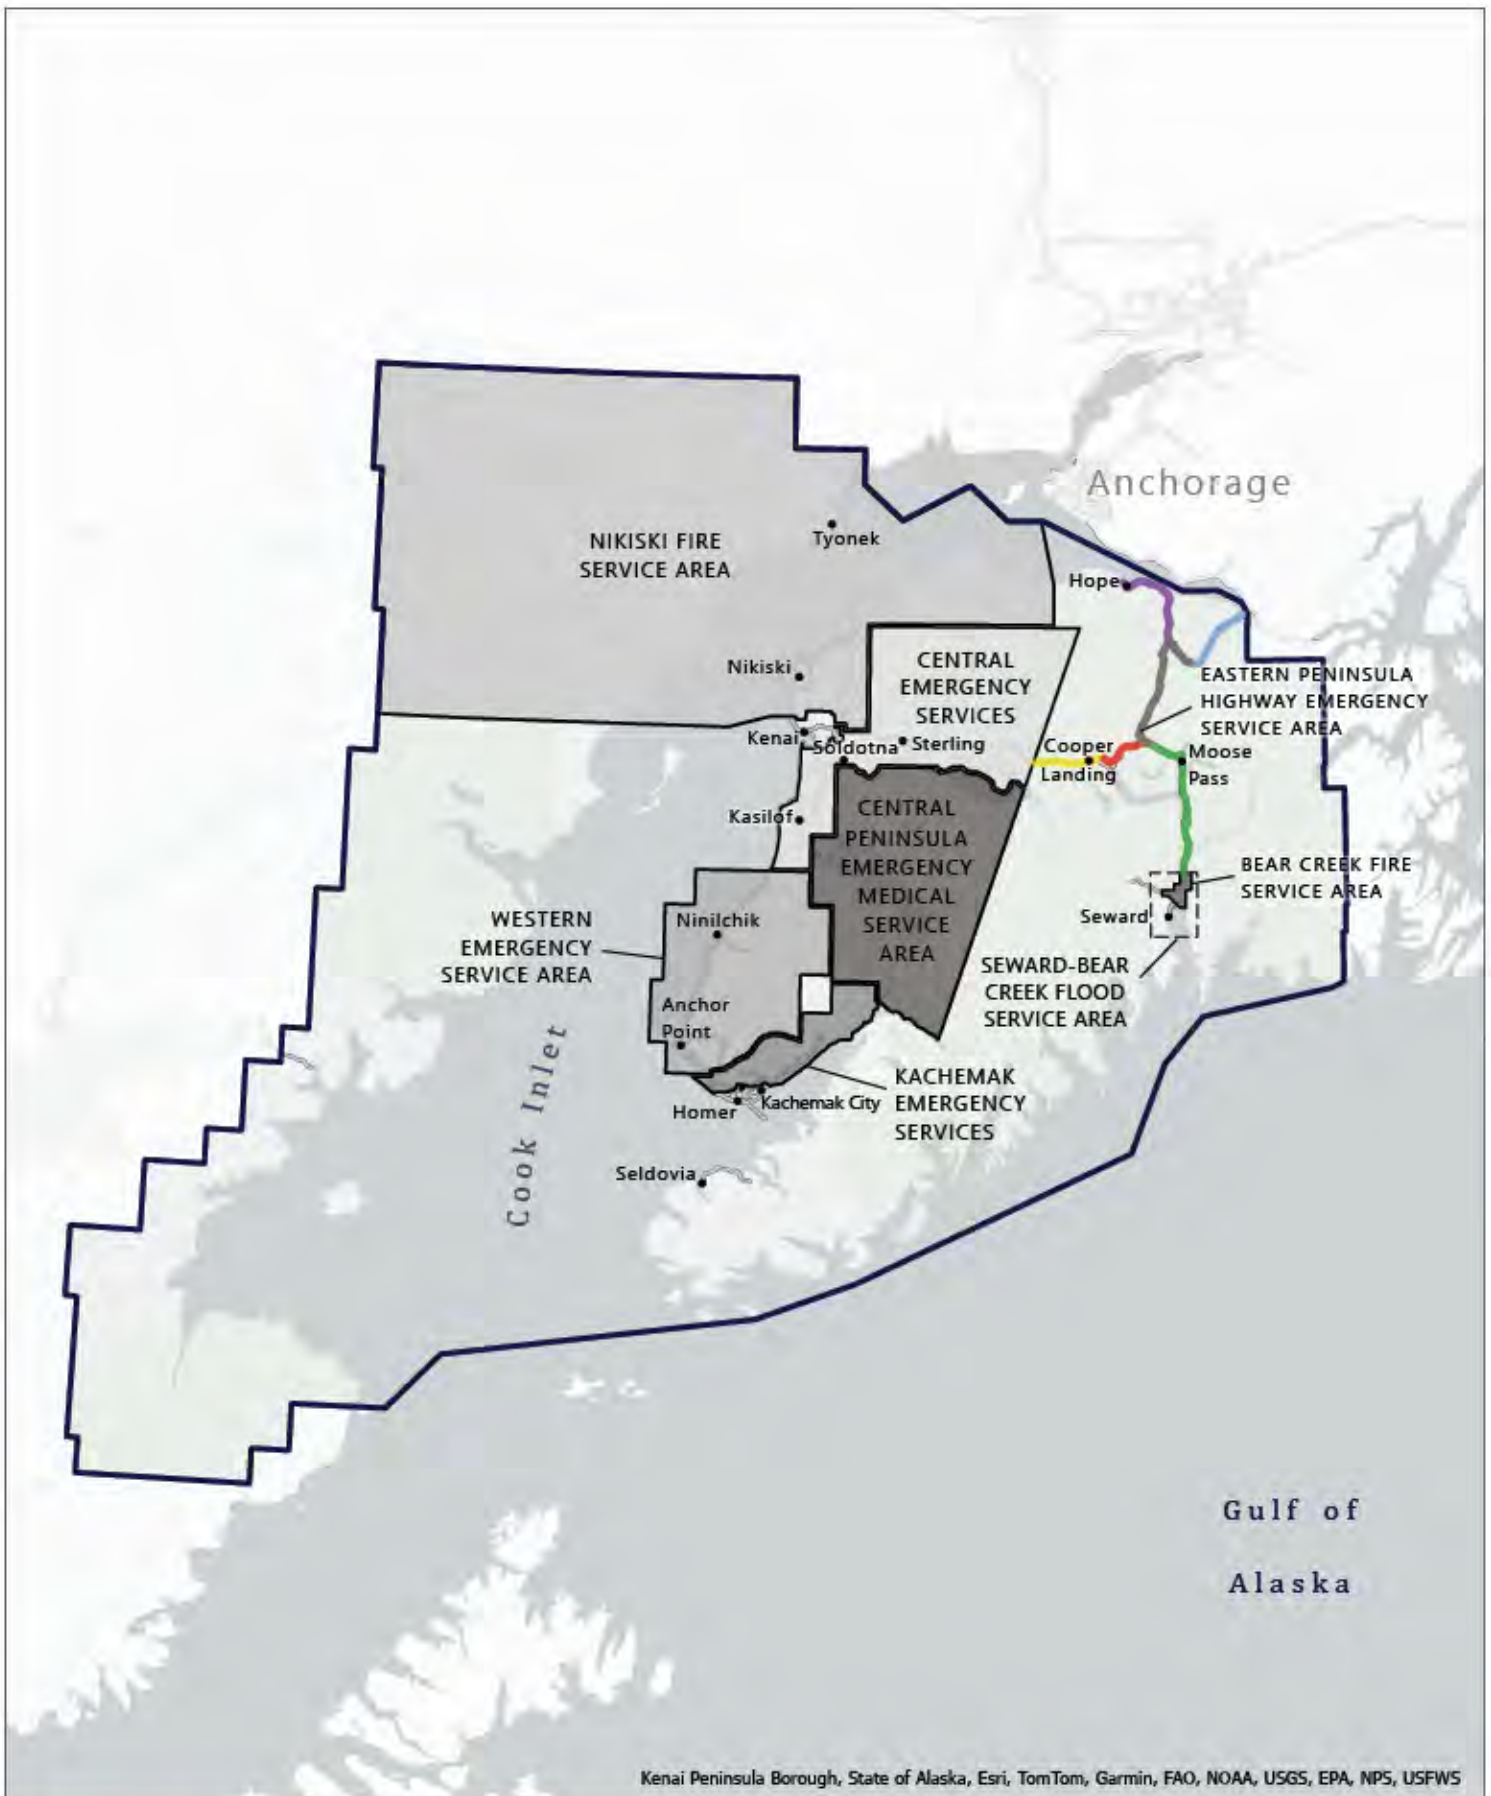 Anchorage
NIKISKI FIRE
SERVICE AREA
Tyonek
Hope
Nikiski
CENTRAL
EMERGENCY
SERVICES
EASTERN PENINSULA
HIGHWAY EMERGENCY
SERVICE AREA
Kenai
Soldotna
Sterling
Cooper
Landing
Moose
Pass
Kasilof
CENTRAL
PENINSULA
EMERGENCY
MEDICAL
SERVICE
AREA
BEAR CREEK FIRE
SERVICE AREA
Seward
WESTERN
EMERGENCY
SERVICE AREA
Ninilchik
SEWARD-BEAR
CREEK FLOOD
SERVICE AREA
Anchor
Point
Cook Inlet
KACHEMAK
EMERGENCY
SERVICES
Homer
Kachemak City
Seldovia
Gulf of
Alaska
Kenai Peninsula Borough, State of Alaska, Esri, TomTom, Garmin, FAO, NOAA, USGS, EPA, NPS, USFWS